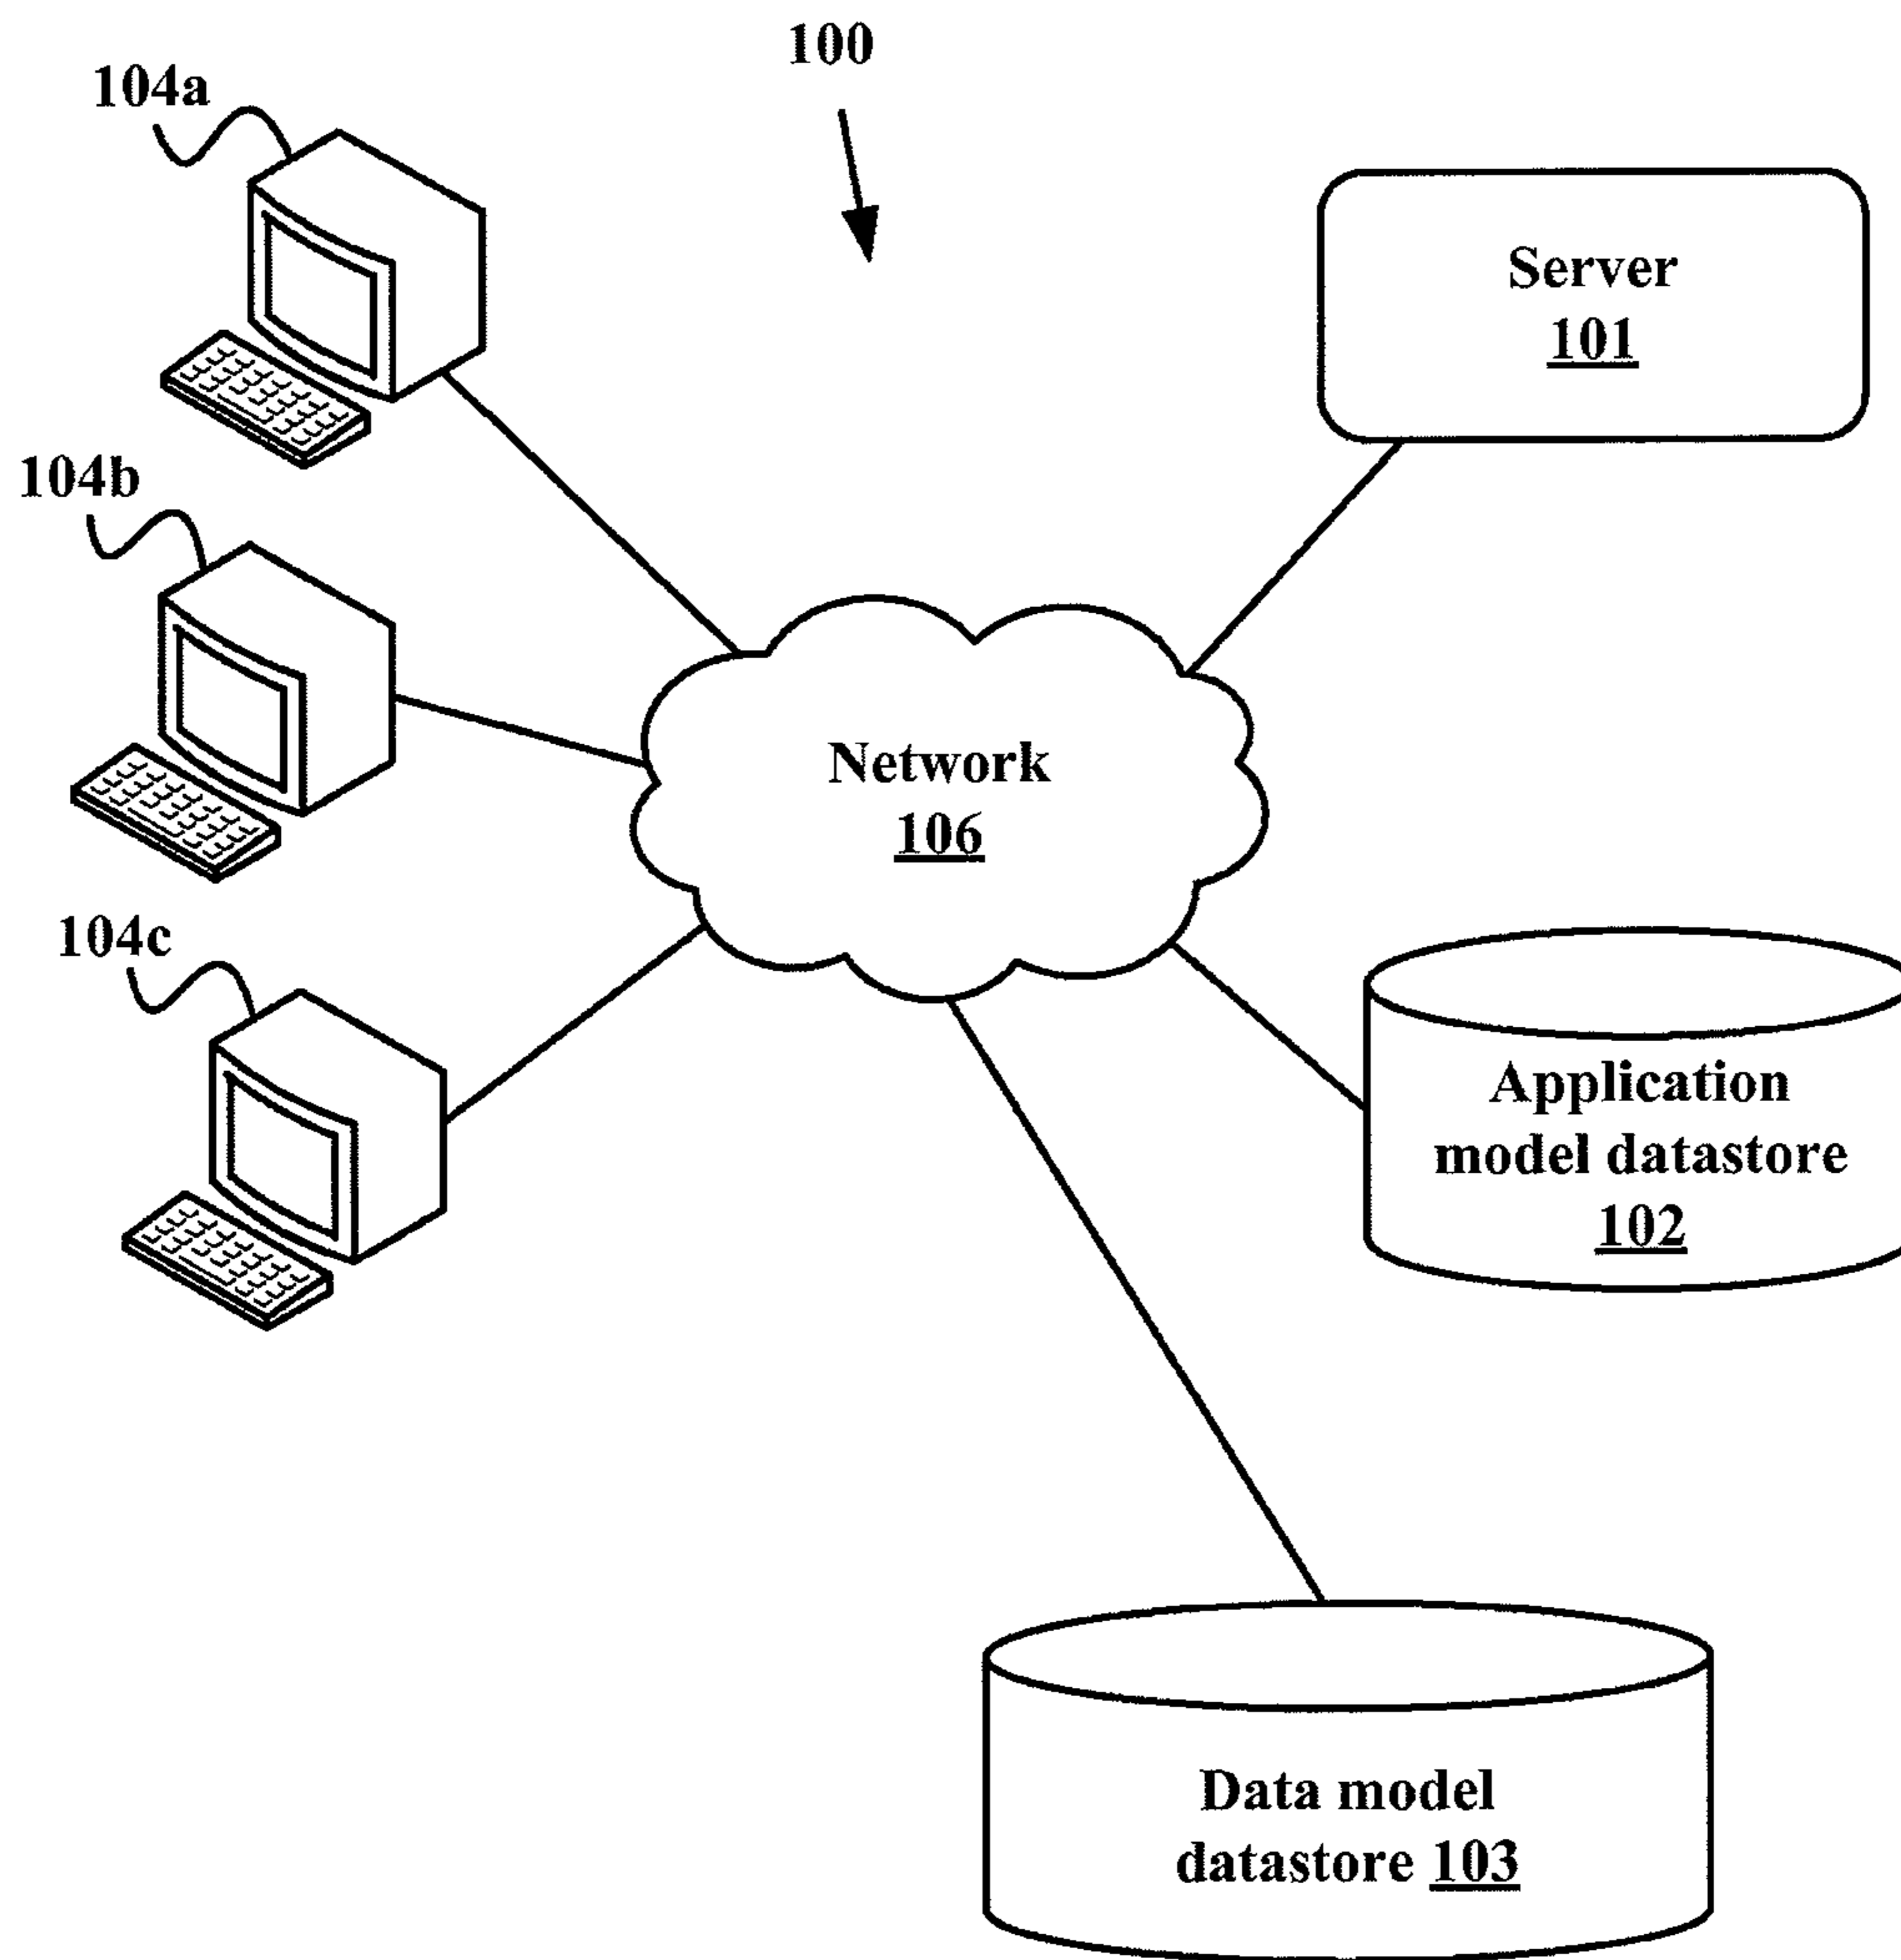 100
104a
Server
101
104b
Network
106
104c
Application
model datastore
102
Data model
datastore 103